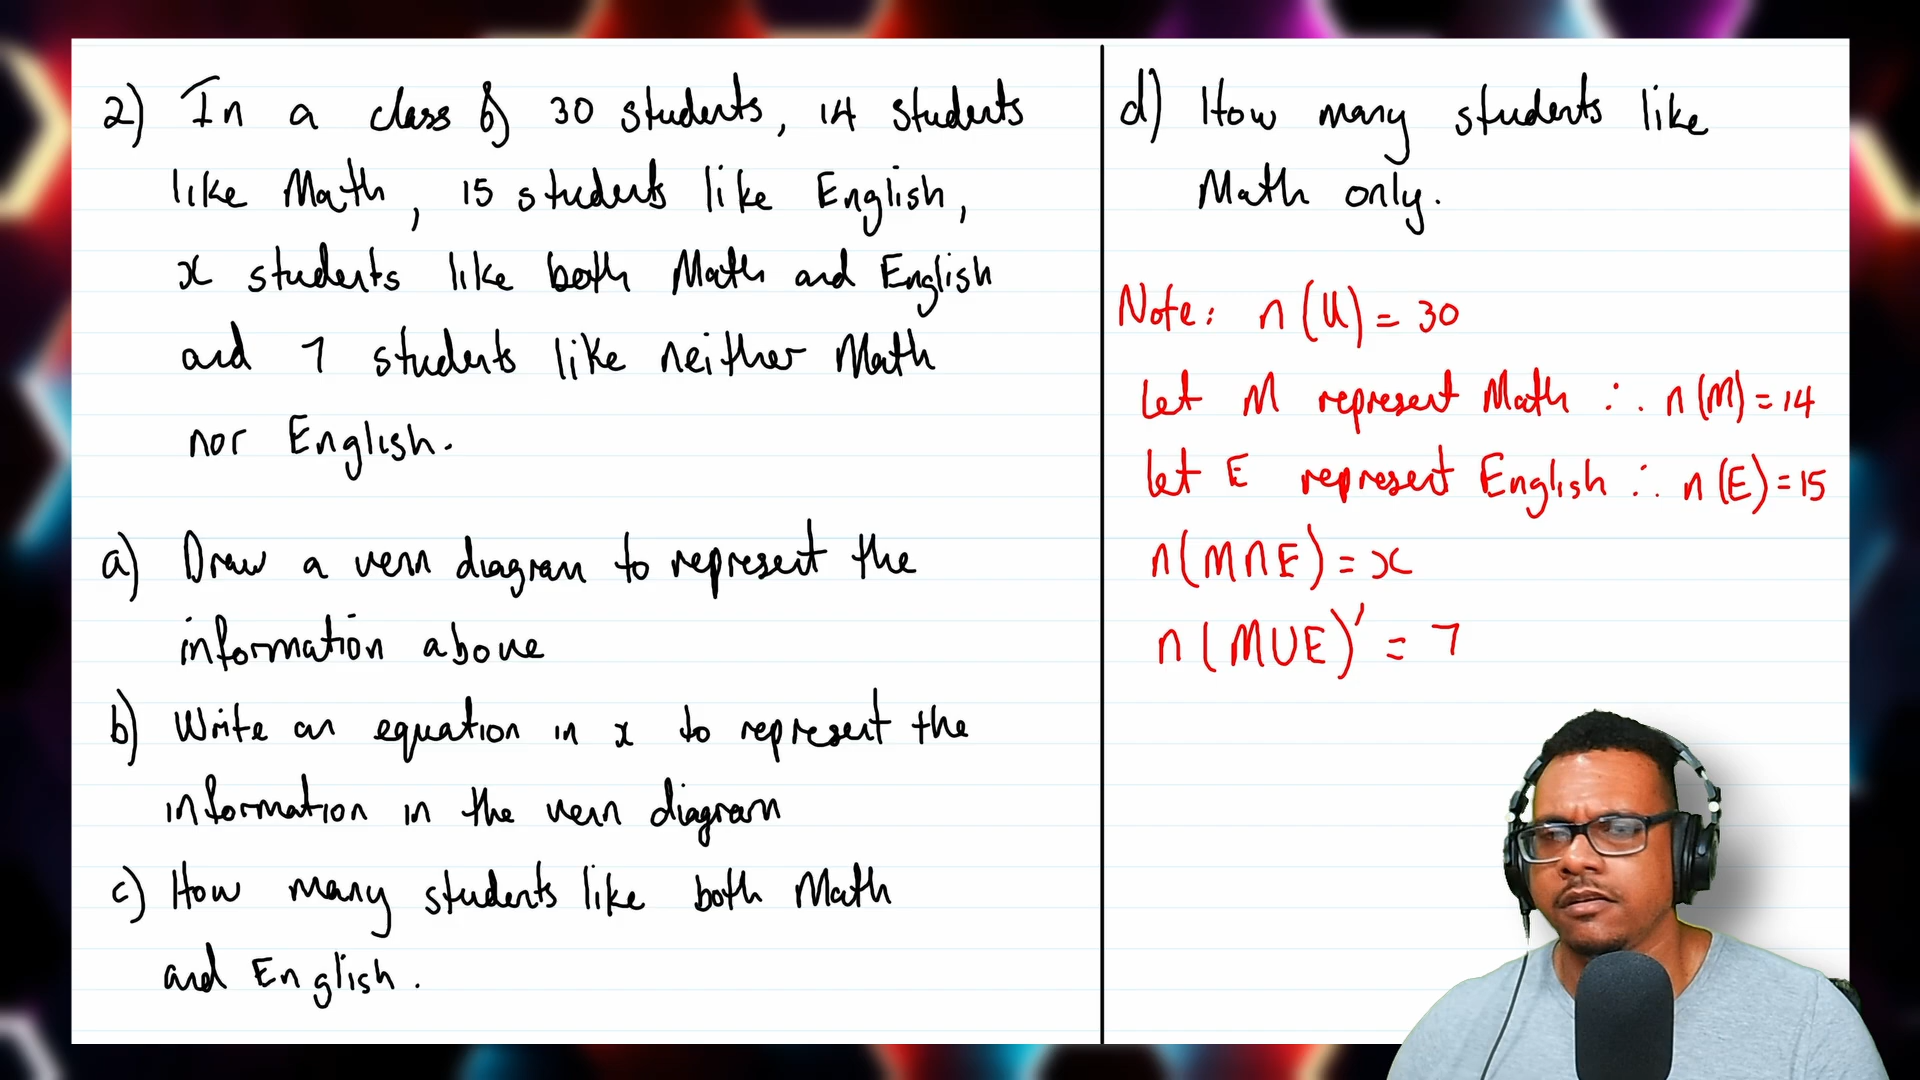 2) In a class of 30 students, 14 students
like Math, 15 students like English,
x students like both Math and English
and 7 students like neither Math
nor English.
a) Draw a venn diagram to represent the
information above
b) Write an equation in x to represent the
information in the venn diagram
c) How many students like both Math
and English.
d) How many students like
Math only.
Note: n(U) = 30
Let M represent Math ∴ n(M) = 14
Let E represent English ∴ n(E) = 15
n(M∩E) = x
n(M∪E)' = 7